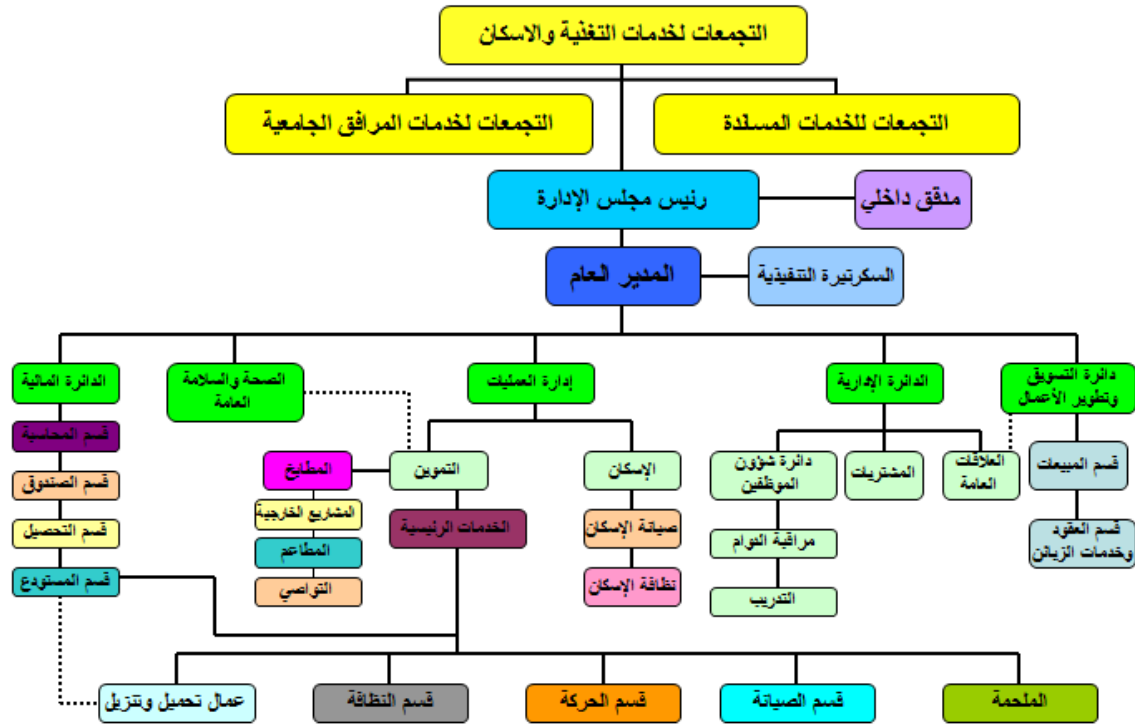 التجمعات لخدمات التغذية والاسكان
التجمعات للخدمات المساندة
التجمعات لخدمات المرافق الجامعية
رئيس مجلس الإدارة
مدقق داخلي
المدير العام
السكرتيرة التنفيذية
دائرة التسويق
وتطوير الأعمال
الدائرة الإدارية
إدارة العمليات
الصحة والسلامة
العامة
الدائرة المالية
قسم المبيعات
قسم العقود
وخدمات الزبائن
العلاقات
العامة
المشتريات
دائرة شؤون
الموظفين
مراقبة الدوام
التدريب
الإسكان
صيانة الإسكان
نظافة الإسكان
التموين
الخدمات الرئيسية
المطابخ
المشاريع الخارجية
المطاعم
التواصي
قسم المحاسبة
قسم الصندوق
قسم التحصيل
قسم المستودع
الملحمة
قسم الصيانة
قسم الحركة
قسم النظافة
عمال تحميل وتنزيل